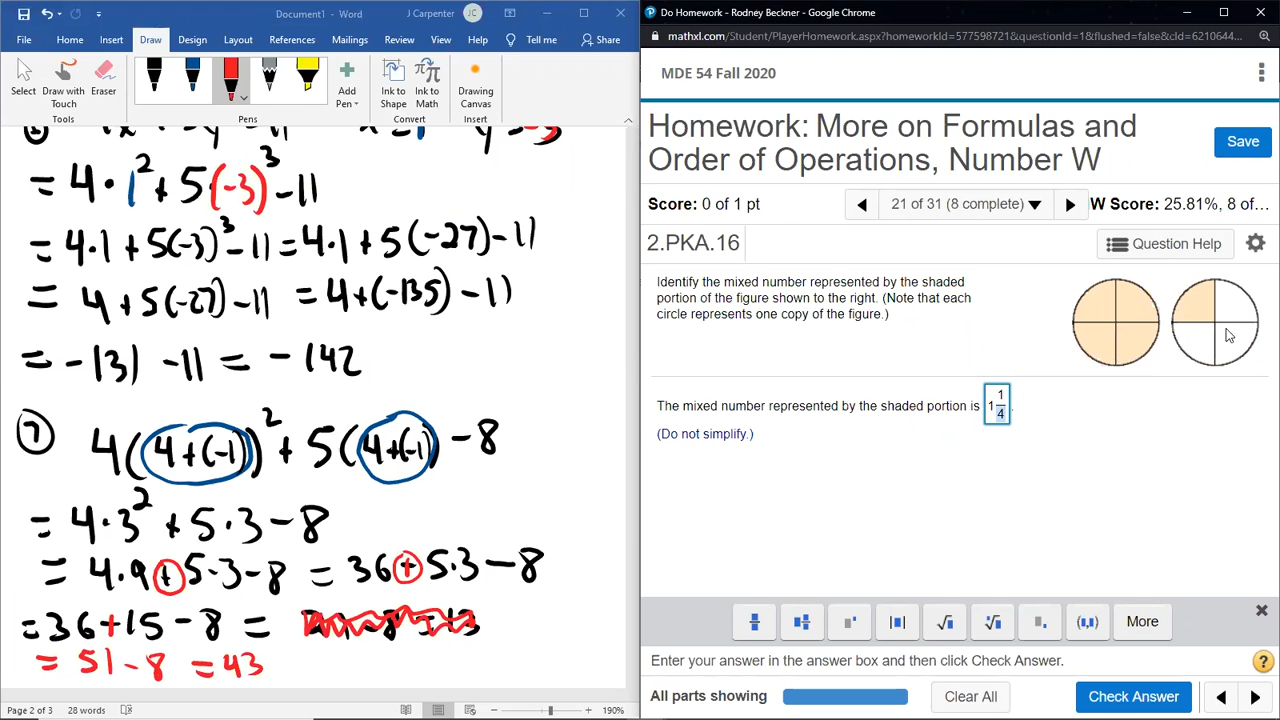 Document1 - Word
J Carpenter
JC
File Home Insert Draw Design Layout References Mailings Review View Help Tell me Share
Select
Draw with Touch
Eraser
Add Pen
Ink to Shape
Ink to Math
Drawing Canvas
Tools
Pens
Convert
Insert
= 4 · 1² + 5(-3)³ - 11
= 4·1 + 5(-3)³ - 11 = 4·1 + 5(-27) - 11
= 4 + 5(-27) - 11 = 4 + (-135) - 11
= -131 - 11 = -142
⑦ 4(4+(-1))² + 5(4+(-1)) - 8
= 4·3² + 5·3 - 8
= 4·9 + 5·3 - 8 = 36 + 5·3 - 8
= 36 + 15 - 8 =
= 51 - 8 = 43
Page 2 of 3 28 words
190%
Do Homework - Rodney Beckner - Google Chrome
mathxl.com/Student/PlayerHomework.aspx?homeworkId=577598721&questionId=1&flushed=false&cId=6210644...
MDE 54 Fall 2020
Homework: More on Formulas and
Order of Operations, Number W
Save
Score: 0 of 1 pt
21 of 31 (8 complete)
W Score: 25.81%, 8 of...
2.PKA.16
Question Help
Identify the mixed number represented by the shaded
portion of the figure shown to the right. (Note that each
circle represents one copy of the figure.)
The mixed number represented by the shaded portion is 1 1/4 .
(Do not simplify.)
More
Enter your answer in the answer box and then click Check Answer.
?
All parts showing
Clear All
Check Answer